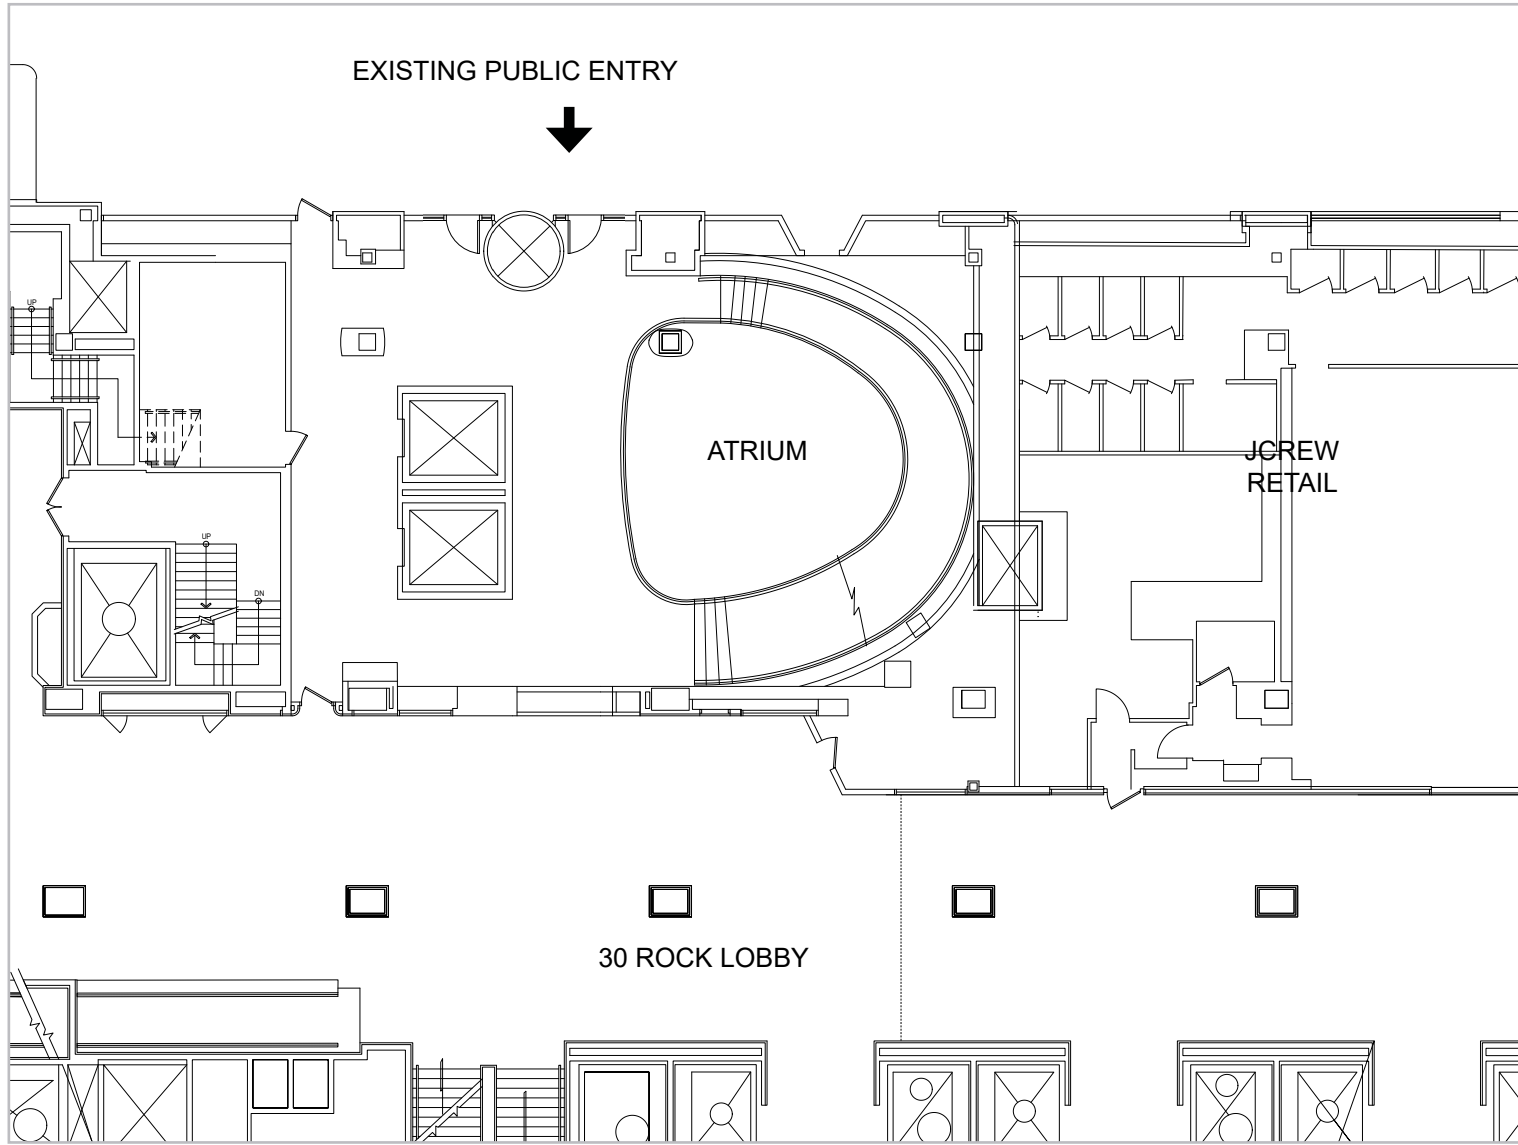 EXISTING PUBLIC ENTRY
UP
ATRIUM
JCREW
RETAIL
UP
DN
30 ROCK LOBBY